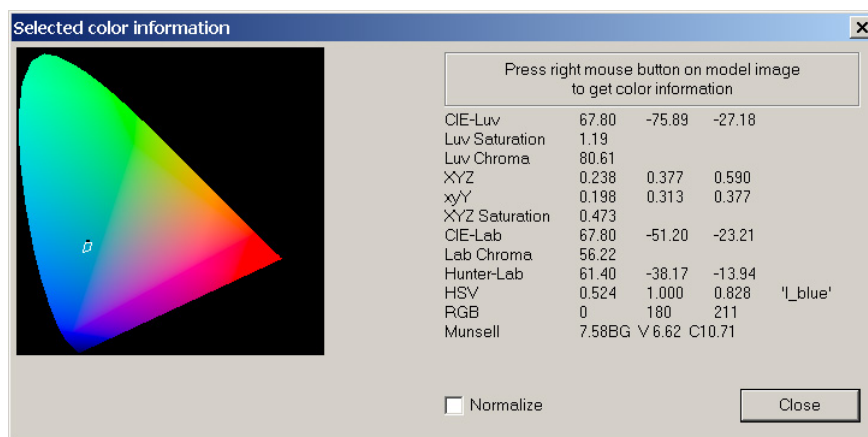 Selected color information
Press right mouse button on model image
to get color information
CIE-Luv 67.80 -75.89 -27.18
Luv Saturation 1.19
Luv Chroma 80.61
XYZ 0.238 0.377 0.590
xyY 0.198 0.313 0.377
XYZ Saturation 0.473
CIE-Lab 67.80 -51.20 -23.21
Lab Chroma 56.22
Hunter-Lab 61.40 -38.17 -13.94
HSV 0.524 1.000 0.828 'l_blue'
RGB 0 180 211
Munsell 7.58BG V 6.62 C10.71
Normalize
Close